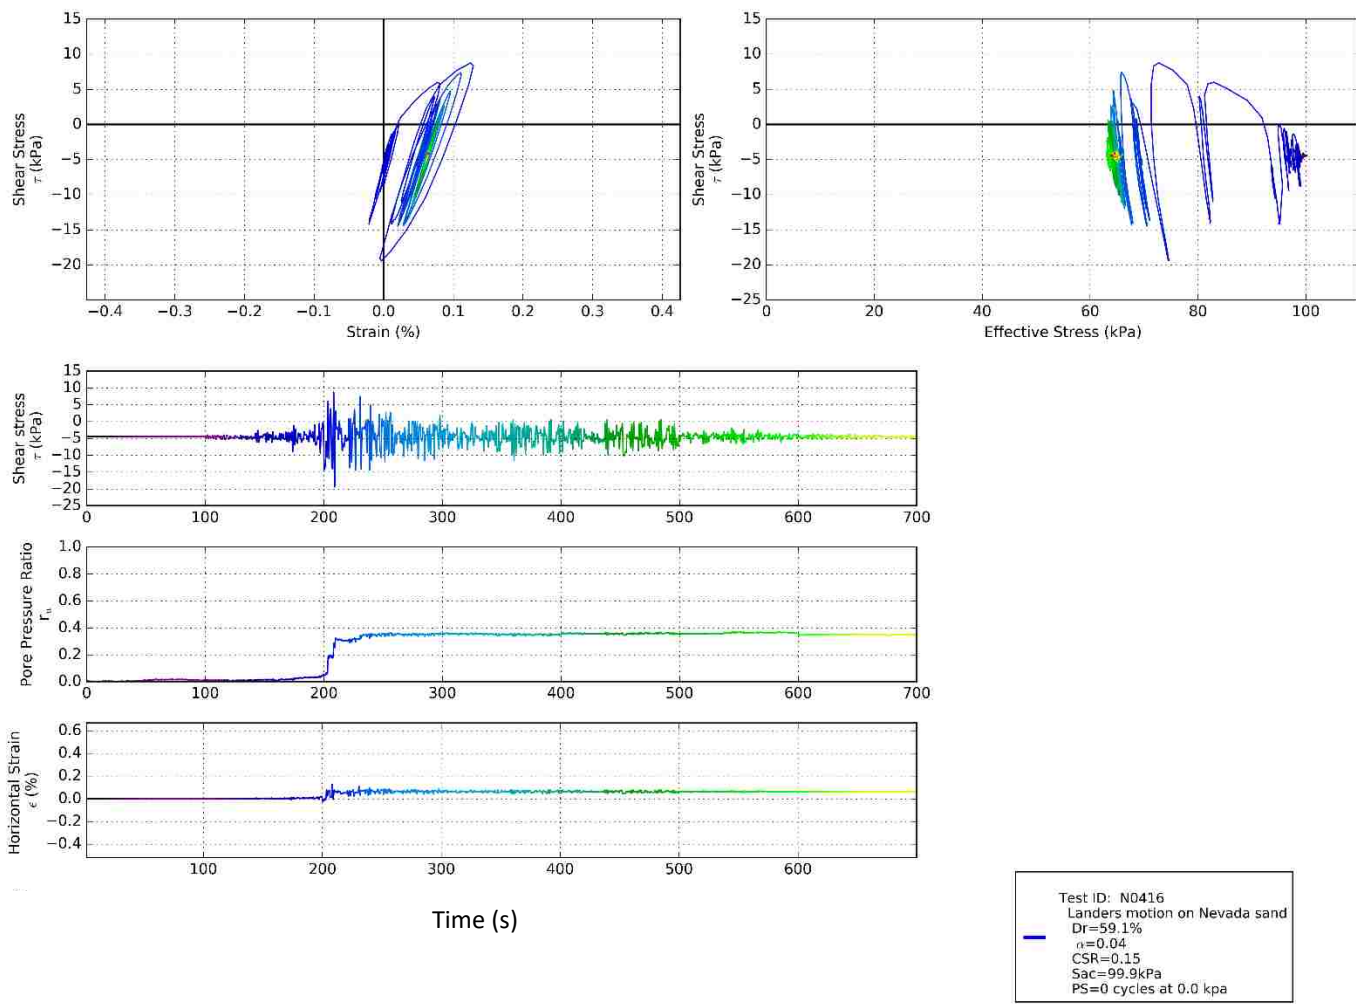 15
10
5
0
−5
−10
−15
−20
Shear Stress
τ (kPa)
−0.4 −0.3 −0.2 −0.1 0.0 0.1 0.2 0.3 0.4
Strain (%)
15
10
5
0
−5
−10
−15
−20
−25
Shear Stress
τ (kPa)
0 20 40 60 80 100
Effective Stress (kPa)
15
10
5
0
−5
−10
−15
−20
−25
Shear stress
τ (kPa)
0 100 200 300 400 500 600 700
1.0
0.8
0.6
0.4
0.2
0.0
Pore Pressure Ratio
rᵤ
0 100 200 300 400 500 600 700
0.6
0.4
0.2
0.0
−0.2
−0.4
Horizontal Strain
ϵ (%)
100 200 300 400 500 600 700
Time (s)
Test ID: N0416
Landers motion on Nevada sand
Dr=59.1%
α=0.04
CSR=0.15
Sac=99.9kPa
PS=0 cycles at 0.0 kpa